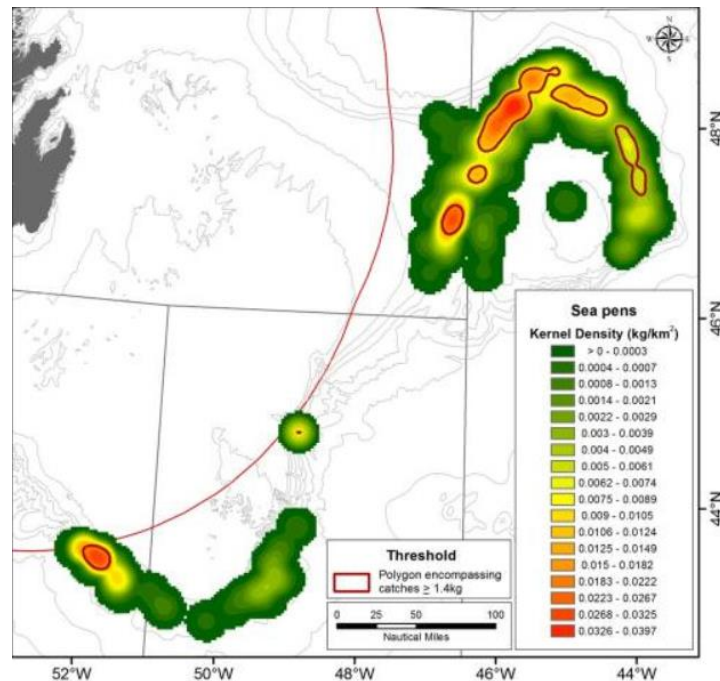 N
W E
S
48°N
46°N
44°N
Sea pens
Kernel Density (kg/km²)
> 0 - 0.0003
0.0004 - 0.0007
0.0008 - 0.0013
0.0014 - 0.0021
0.0022 - 0.0029
0.003 - 0.0039
0.004 - 0.0049
0.005 - 0.0061
0.0062 - 0.0074
0.0075 - 0.0089
0.009 - 0.0105
0.0106 - 0.0124
0.0125 - 0.0149
0.015 - 0.0182
0.0183 - 0.0222
0.0223 - 0.0267
0.0268 - 0.0325
0.0326 - 0.0397
Threshold
Polygon encompassing
catches ≥ 1.4kg
0 25 50 100
Nautical Miles
52°W 50°W 48°W 46°W 44°W